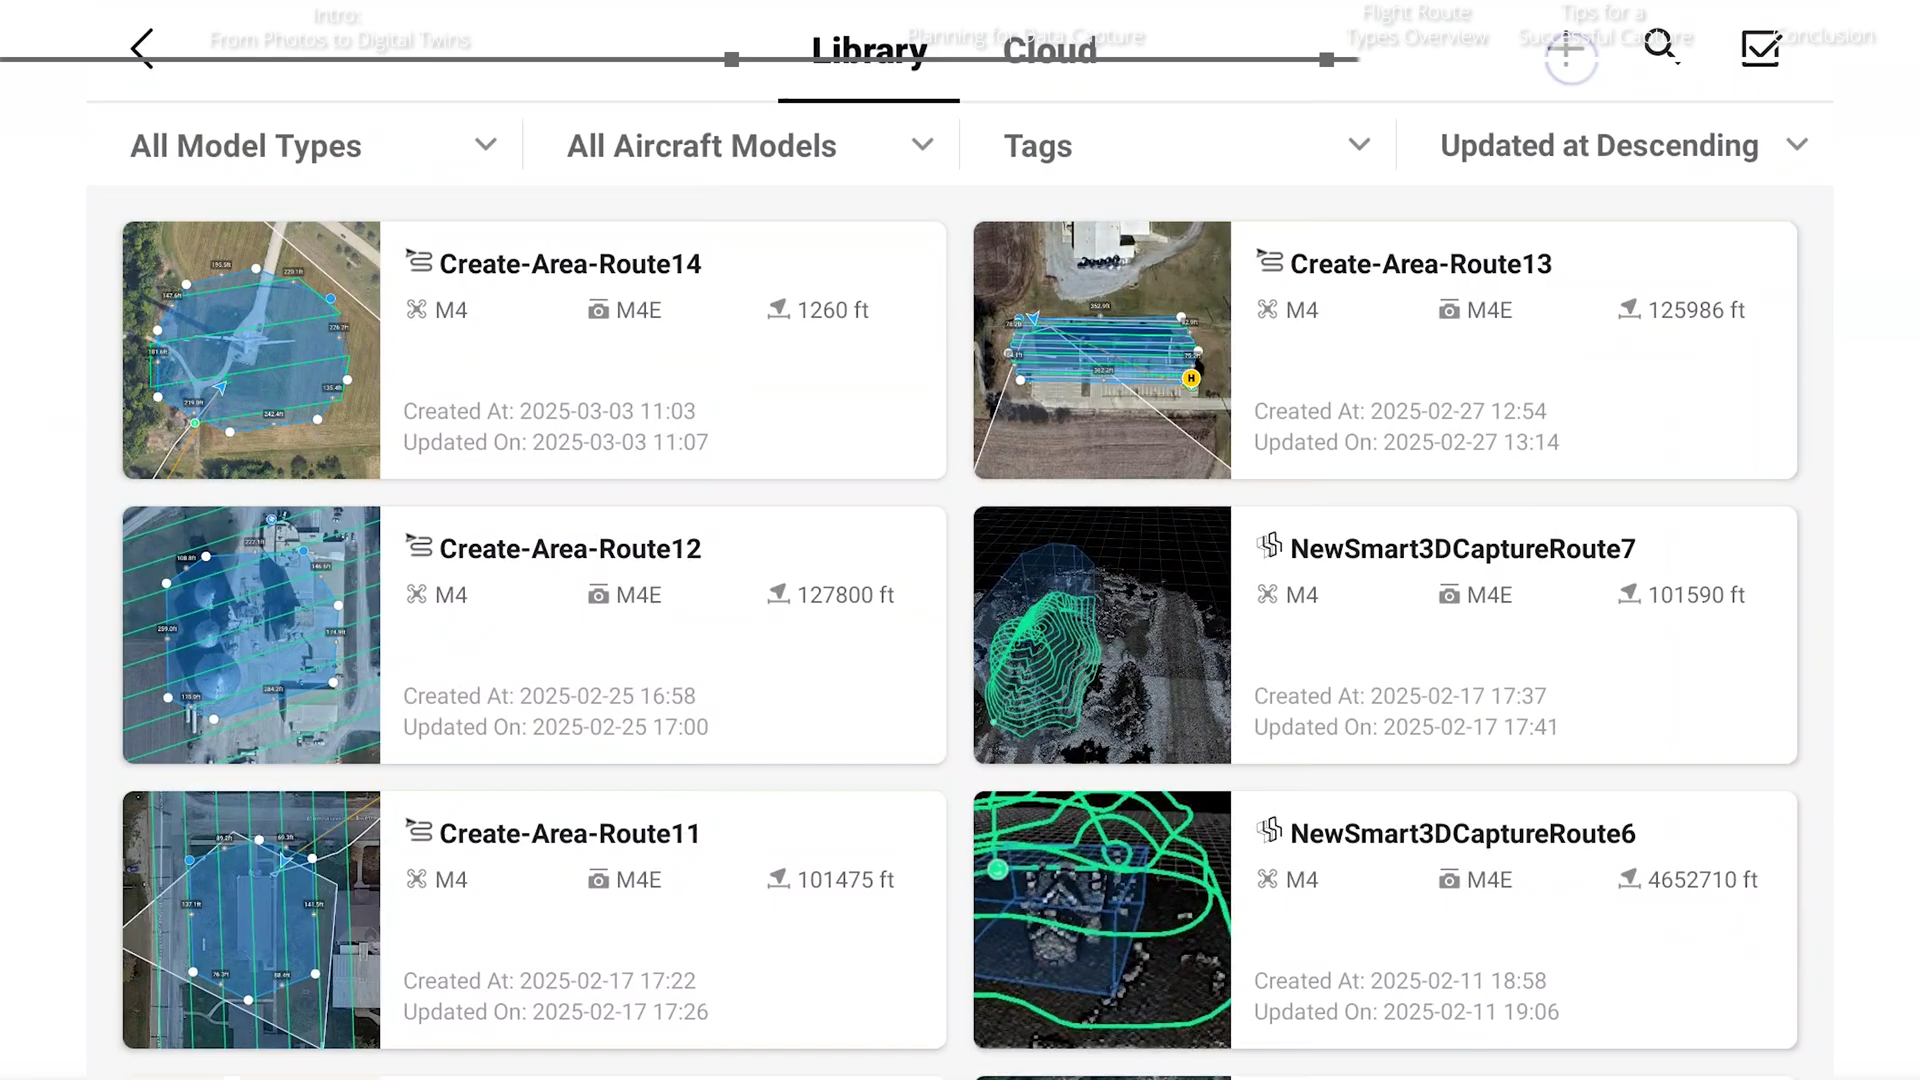 Intro:
From Photos to Digital Twins
Planning for Data Capture
Flight Route
Types Overview
Tips for a
Successful Capture
Conclusion
Library
Cloud
All Model Types
All Aircraft Models
Tags
Updated at Descending
Create-Area-Route14
M4
M4E
1260 ft
Created At: 2025-03-03 11:03
Updated On: 2025-03-03 11:07
Create-Area-Route13
M4
M4E
125986 ft
Created At: 2025-02-27 12:54
Updated On: 2025-02-27 13:14
H
Create-Area-Route12
M4
M4E
127800 ft
Created At: 2025-02-25 16:58
Updated On: 2025-02-25 17:00
NewSmart3DCaptureRoute7
M4
M4E
101590 ft
Created At: 2025-02-17 17:37
Updated On: 2025-02-17 17:41
Create-Area-Route11
M4
M4E
101475 ft
Created At: 2025-02-17 17:22
Updated On: 2025-02-17 17:26
NewSmart3DCaptureRoute6
M4
M4E
4652710 ft
Created At: 2025-02-11 18:58
Updated On: 2025-02-11 19:06